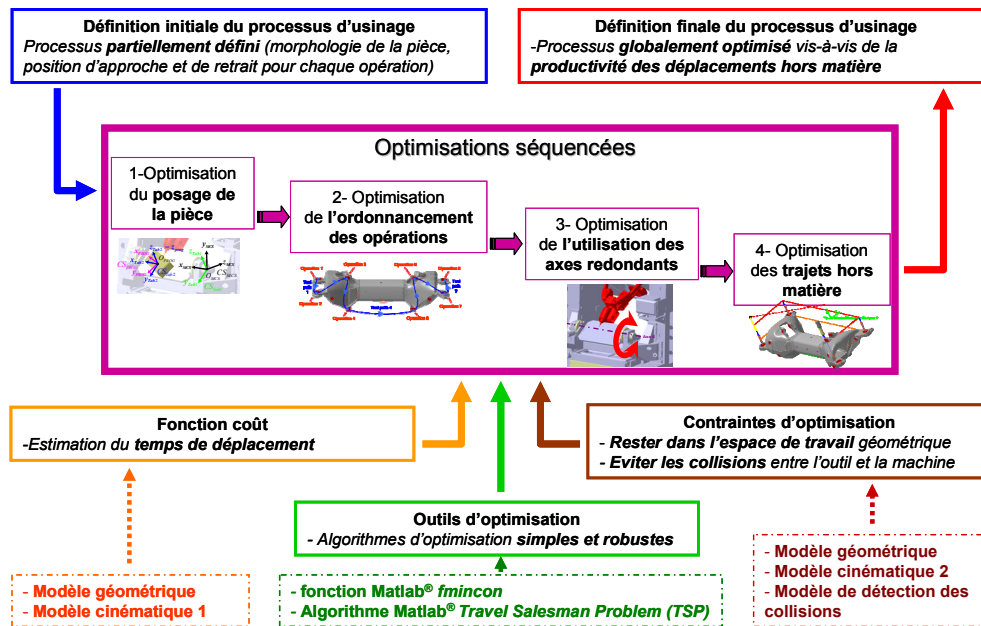 Définition initiale du processus d'usinage
Processus partiellement défini (morphologie de la pièce,
position d'approche et de retrait pour chaque opération)
Définition finale du processus d'usinage
-Processus globalement optimisé vis-à-vis de la
productivité des déplacements hors matière
Optimisations séquencées
1-Optimisation
du posage de
la pièce
2- Optimisation
de l'ordonnancement
des opérations
3- Optimisation
de l'utilisation des
axes redondants
4- Optimisation
des trajets hors
matière
Fonction coût
-Estimation du temps de déplacement
Contraintes d'optimisation
- Rester dans l'espace de travail géométrique
- Eviter les collisions entre l'outil et la machine
Outils d'optimisation
- Algorithmes d'optimisation simples et robustes
- Modèle géométrique
- Modèle cinématique 1
- fonction Matlab® fmincon
- Algorithme Matlab® Travel Salesman Problem (TSP)
- Modèle géométrique
- Modèle cinématique 2
- Modèle de détection des
collisions